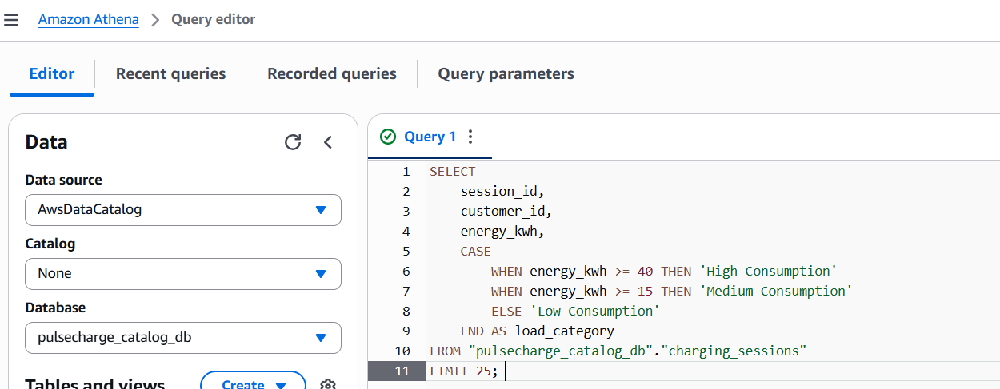 Amazon Athena > Query editor
Editor Recent queries Recorded queries Query parameters
Data
Data source
AwsDataCatalog
Catalog
None
Database
pulsecharge_catalog_db
Tables and views Create
Query 1
1 SELECT
2     session_id,
3     customer_id,
4     energy_kwh,
5     CASE
6         WHEN energy_kwh >= 40 THEN 'High Consumption'
7         WHEN energy_kwh >= 15 THEN 'Medium Consumption'
8         ELSE 'Low Consumption'
9     END AS load_category
10 FROM "pulsecharge_catalog_db"."charging_sessions"
11 LIMIT 25;